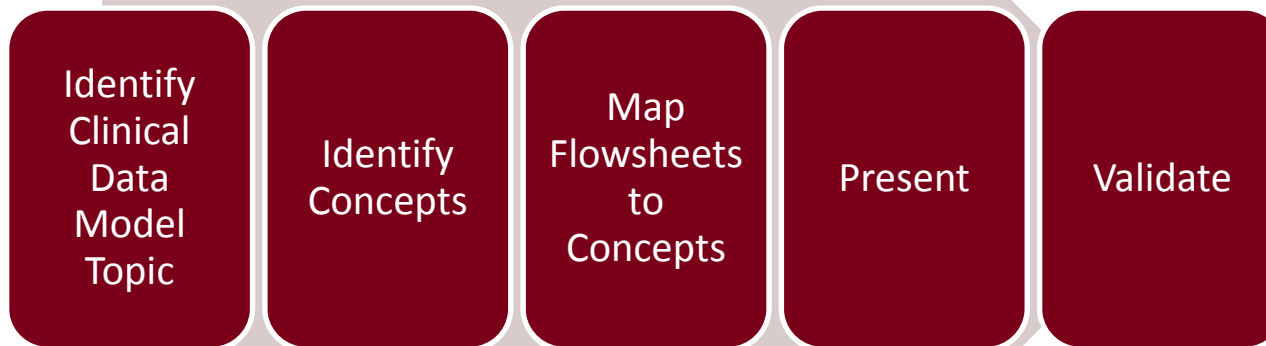 Identify
Clinical
Data
Model
Topic
Identify
Concepts
Map
Flowsheets
to
Concepts
Present
Validate